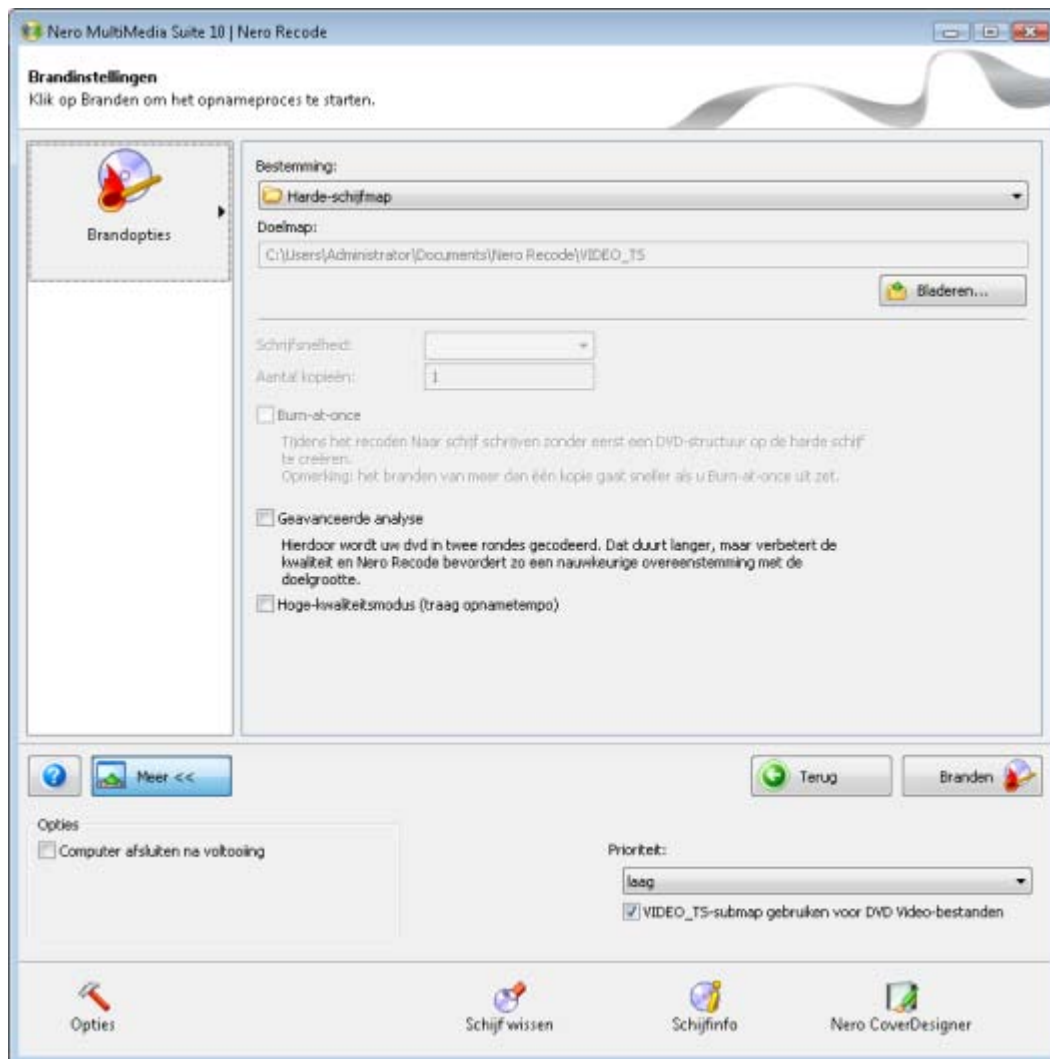 Nero MultiMedia Suite 10 | Nero Recode
Brandinstellingen
Klik op Branden om het opnameproces te starten.
Brandopties
Bestemming:
Harde-schijfmap
Doelmap:
C:\Users\Administrator\Documents\Nero Recode\VIDEO_TS
Bladeren...
Schrijfsnelheid:
Aantal kopieën:
1
Burn-at-once
Tijdens het recoden Naar schijf schrijven zonder eerst een DVD-structuur op de harde schijf
te creëren.
Opmerking: het branden van meer dan één kopie gaat sneller als u Burn-at-once uit zet.
Geavanceerde analyse
Hierdoor wordt uw dvd in twee rondes gecodeerd. Dat duurt langer, maar verbetert de
kwaliteit en Nero Recode bevordert zo een nauwkeurige overeenstemming met de
doelgrootte.
Hoge-kwaliteitsmodus (traag opnametempo)
? Meer <<
Terug
Branden
Opties
Computer afsluiten na voltooing
Prioriteit:
laag
VIDEO_TS-submap gebruiken voor DVD Video-bestanden
Opties
Schijf wissen
Schijfinfo
Nero CoverDesigner